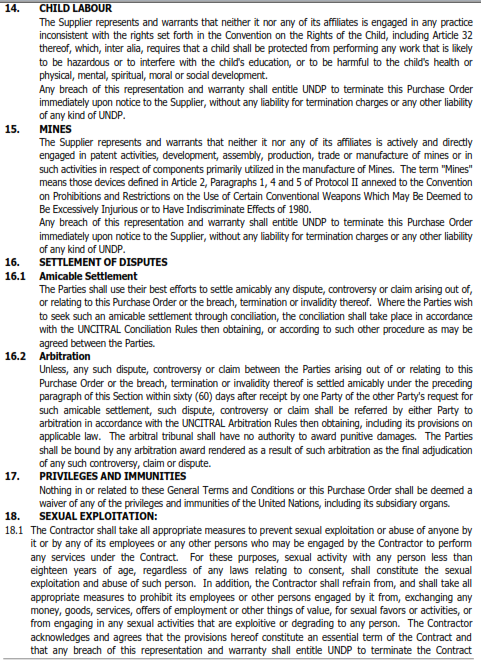 14. CHILD LABOUR
The Supplier represents and warrants that neither it nor any of its affiliates is engaged in any practice
inconsistent with the rights set forth in the Convention on the Rights of the Child, including Article 32
thereof, which, inter alia, requires that a child shall be protected from performing any work that is likely
to be hazardous or to interfere with the child's education, or to be harmful to the child's health or
physical, mental, spiritual, moral or social development.
Any breach of this representation and warranty shall entitle UNDP to terminate this Purchase Order
immediately upon notice to the Supplier, without any liability for termination charges or any other liability
of any kind of UNDP.
15. MINES
The Supplier represents and warrants that neither it nor any of its affiliates is actively and directly
engaged in patent activities, development, assembly, production, trade or manufacture of mines or in
such activities in respect of components primarily utilized in the manufacture of Mines. The term "Mines"
means those devices defined in Article 2, Paragraphs 1, 4 and 5 of Protocol II annexed to the Convention
on Prohibitions and Restrictions on the Use of Certain Conventional Weapons Which May Be Deemed to
Be Excessively Injurious or to Have Indiscriminate Effects of 1980.
Any breach of this representation and warranty shall entitle UNDP to terminate this Purchase Order
immediately upon notice to the Supplier, without any liability for termination charges or any other liability
of any kind of UNDP.
16. SETTLEMENT OF DISPUTES
16.1 Amicable Settlement
The Parties shall use their best efforts to settle amicably any dispute, controversy or claim arising out of,
or relating to this Purchase Order or the breach, termination or invalidity thereof. Where the Parties wish
to seek such an amicable settlement through conciliation, the conciliation shall take place in accordance
with the UNCITRAL Conciliation Rules then obtaining, or according to such other procedure as may be
agreed between the Parties.
16.2 Arbitration
Unless, any such dispute, controversy or claim between the Parties arising out of or relating to this
Purchase Order or the breach, termination or invalidity thereof is settled amicably under the preceding
paragraph of this Section within sixty (60) days after receipt by one Party of the other Party's request for
such amicable settlement, such dispute, controversy or claim shall be referred by either Party to
arbitration in accordance with the UNCITRAL Arbitration Rules then obtaining, including its provisions on
applicable law. The arbitral tribunal shall have no authority to award punitive damages. The Parties
shall be bound by any arbitration award rendered as a result of such arbitration as the final adjudication
of any such controversy, claim or dispute.
17. PRIVILEGES AND IMMUNITIES
Nothing in or related to these General Terms and Conditions or this Purchase Order shall be deemed a
waiver of any of the privileges and immunities of the United Nations, including its subsidiary organs.
18. SEXUAL EXPLOITATION:
18.1 The Contractor shall take all appropriate measures to prevent sexual exploitation or abuse of anyone by
it or by any of its employees or any other persons who may be engaged by the Contractor to perform
any services under the Contract. For these purposes, sexual activity with any person less than
eighteen years of age, regardless of any laws relating to consent, shall constitute the sexual
exploitation and abuse of such person. In addition, the Contractor shall refrain from, and shall take all
appropriate measures to prohibit its employees or other persons engaged by it from, exchanging any
money, goods, services, offers of employment or other things of value, for sexual favors or activities, or
from engaging in any sexual activities that are exploitive or degrading to any person. The Contractor
acknowledges and agrees that the provisions hereof constitute an essential term of the Contract and
that any breach of this representation and warranty shall entitle UNDP to terminate the Contract